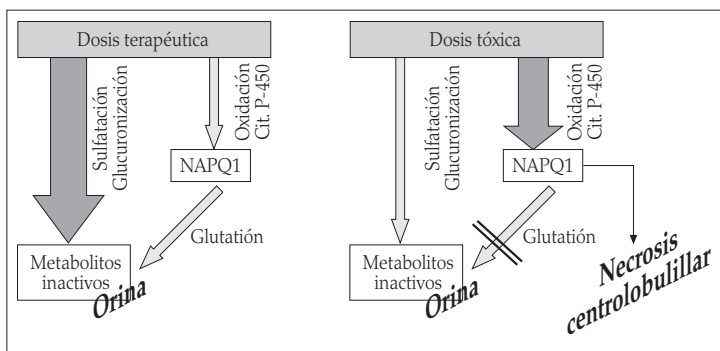 Dosis terapéutica
Sulfatación
Glucuronización
Oxidación
Cit. P-450
NAPQ1
Glutatión
Metabolitos
inactivos
Orina
Dosis tóxica
Sulfatación
Glucuronización
Oxidación
Cit. P-450
NAPQ1
Glutatión
Metabolitos
inactivos
Orina
Necrosis
centrolobulillar